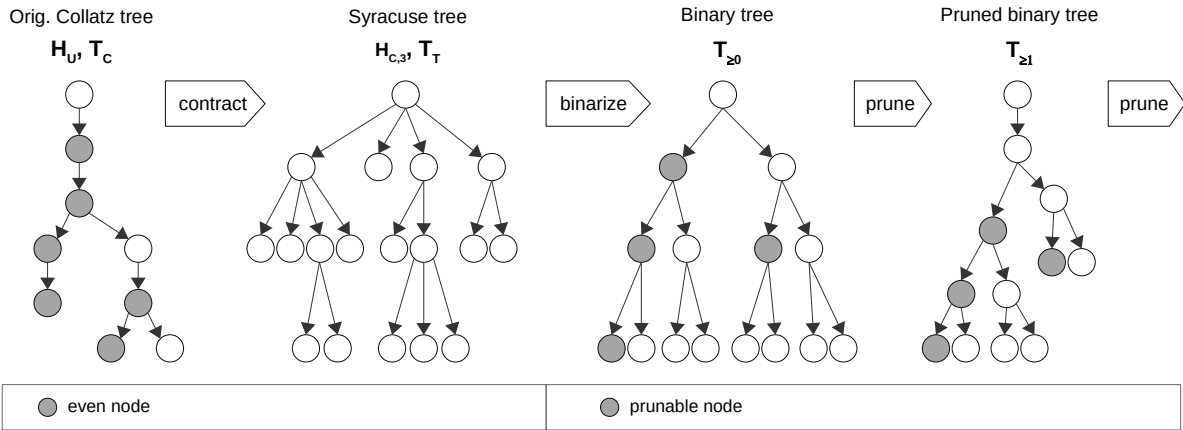 Orig. Collatz tree
Syracuse tree
Binary tree
Pruned binary tree
H_U, T_C
H_C,3, T_T
T_≥0
T_≥1
contract
binarize
prune
prune
even node
prunable node